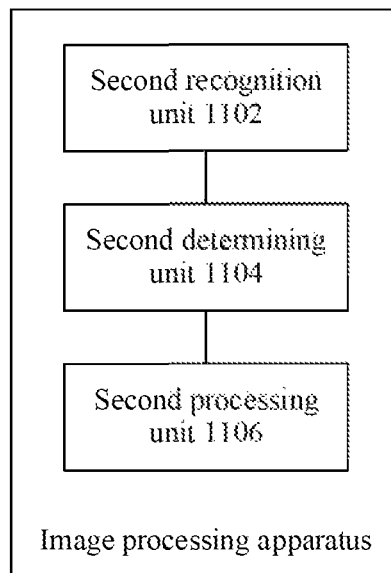 Second recognition
unit 1102
Second determining
unit 1104
Second processing
unit 1106
Image processing apparatus